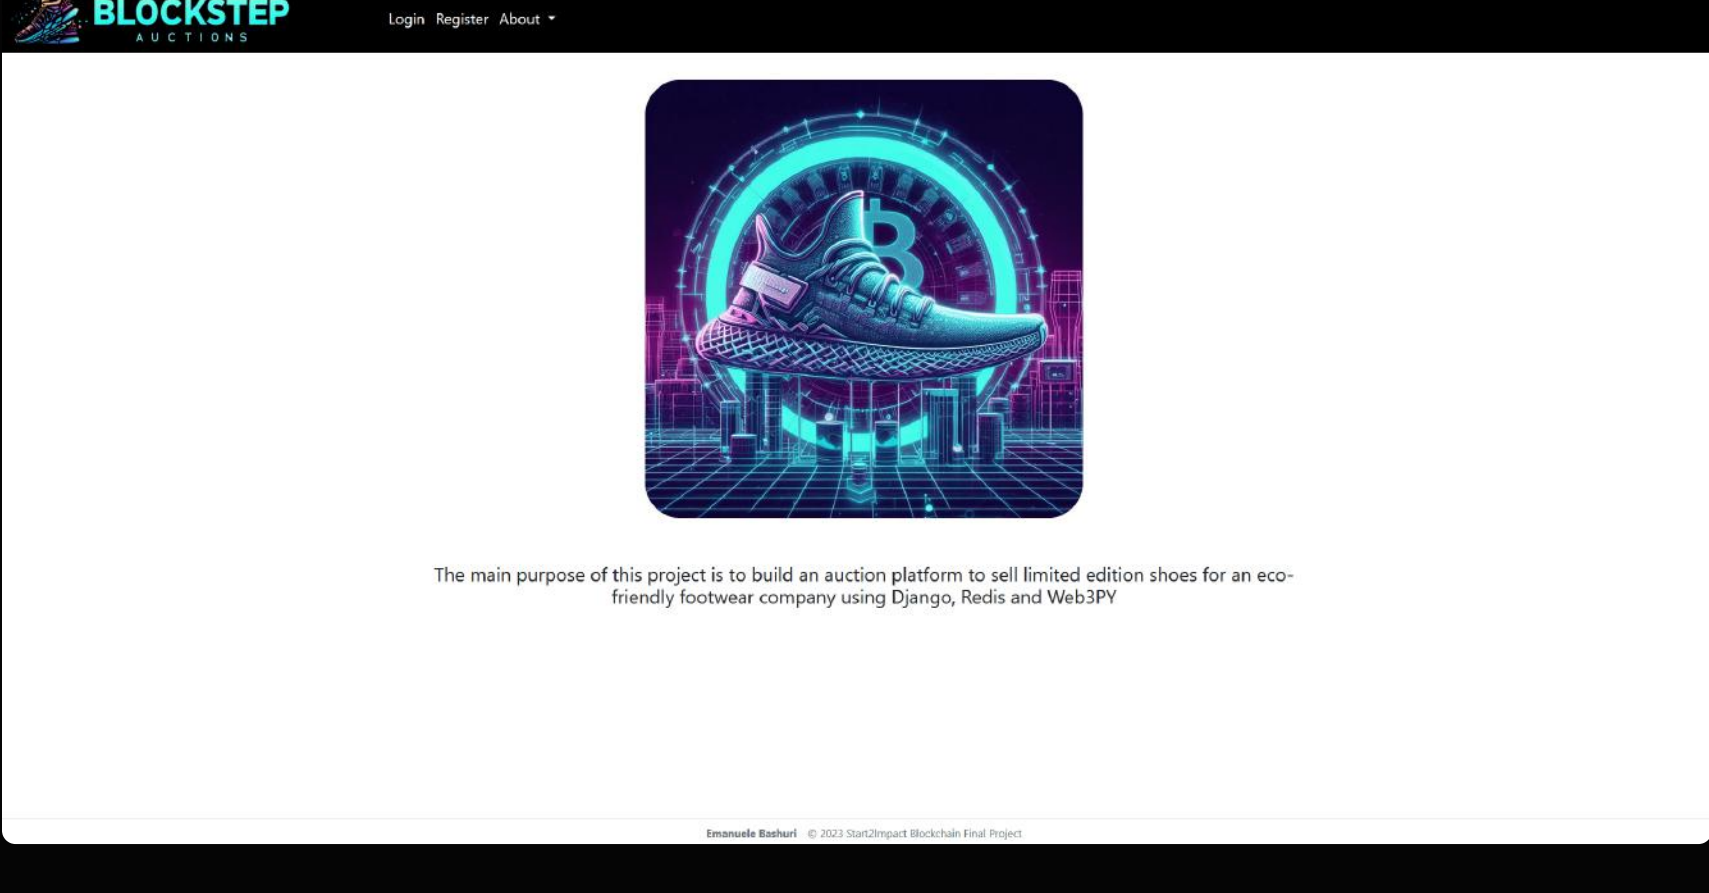 BLOCKSTEP
AUCTIONS
Login Register About
B
The main purpose of this project is to build an auction platform to sell limited edition shoes for an eco-
friendly footwear company using Django, Redis and Web3PY
Emanuele Bashuri © 2023 Start2Impact Blockchain Final Project